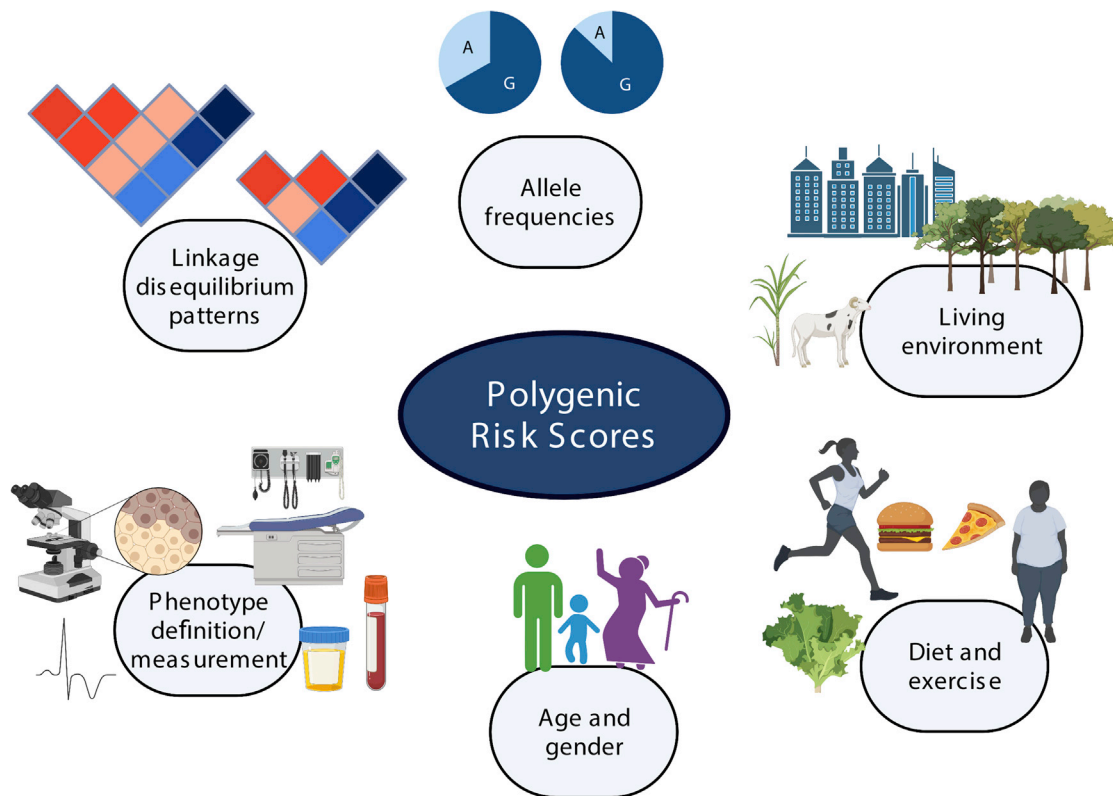 A
G
A
G
Allele
frequencies
Linkage
disequilibrium
patterns
Living
environment
Polygenic
Risk Scores
Phenotype
definition/
measurement
Age and
gender
Diet and
exercise